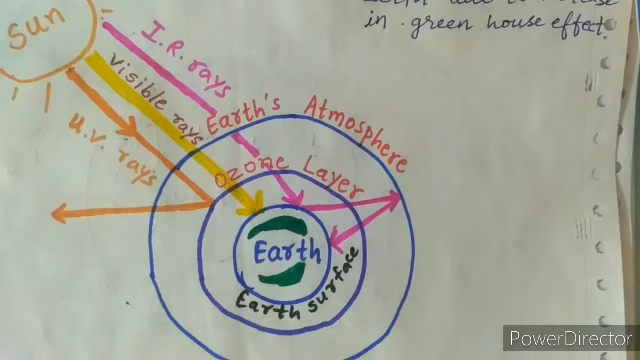 in green house effect.
Sun
I.R. rays
Visible rays
U.V. rays
Earth's Atmosphere
Ozone Layer
Earth
Earth surface
PowerDirector